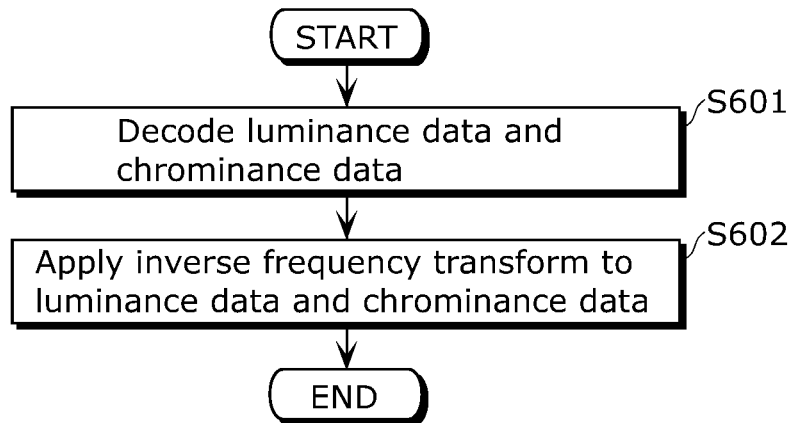 START
S601
Decode luminance data and
chrominance data
S602
Apply inverse frequency transform to
luminance data and chrominance data
END